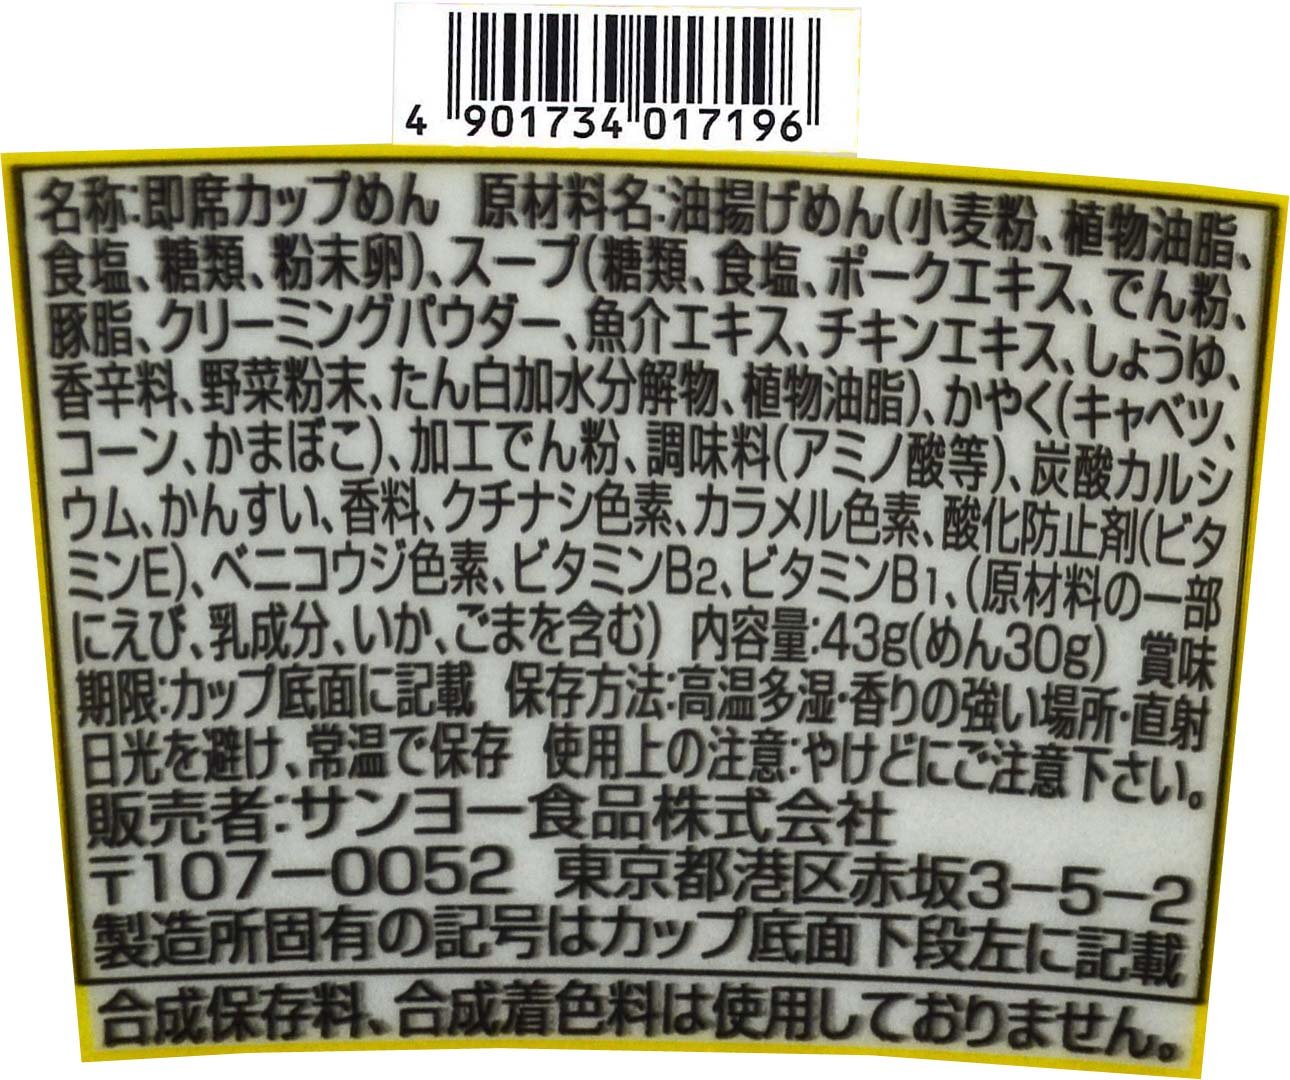 4 901734 017196
名称:即席カップめん 原材料名:油揚げめん(小麦粉、植物油脂、
食塩、糖類、粉末卵)、スープ(糖類、食塩、ポークエキス、でん粉、
豚脂、クリーミングパウダー、魚介エキス、チキンエキス、しょうゆ、
香辛料、野菜粉末、たん白加水分解物、植物油脂)、かやく(キャベツ、
コーン、かまぼこ)、加工でん粉、調味料(アミノ酸等)、炭酸カルシ
ウム、かんすい、香料、クチナシ色素、カラメル色素、酸化防止剤(ビタ
ミンE)、ベニコウジ色素、ビタミンB2、ビタミンB1、(原材料の一部
にえび、乳成分、いか、ごまを含む) 内容量:43g(めん30g) 賞味
期限:カップ底面に記載 保存方法:高温多湿・香りの強い場所・直射
日光を避け、常温で保存 使用上の注意:やけどにご注意下さい。
販売者:サンヨー食品株式会社
〒107-0052 東京都港区赤坂3-5-2
製造所固有の記号はカップ底面下段左に記載
合成保存料、合成着色料は使用しておりません。